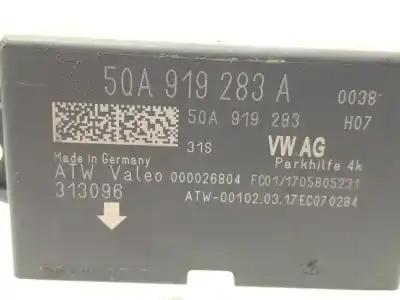 5QA 919 283 A 0038
5QA 919 283 H07
31S VW AG
Made in Germany Parkhilfe 4k
ATW Valeo 000026804 FC01/1705805231
313096 ATW-00102.03.17EC070284